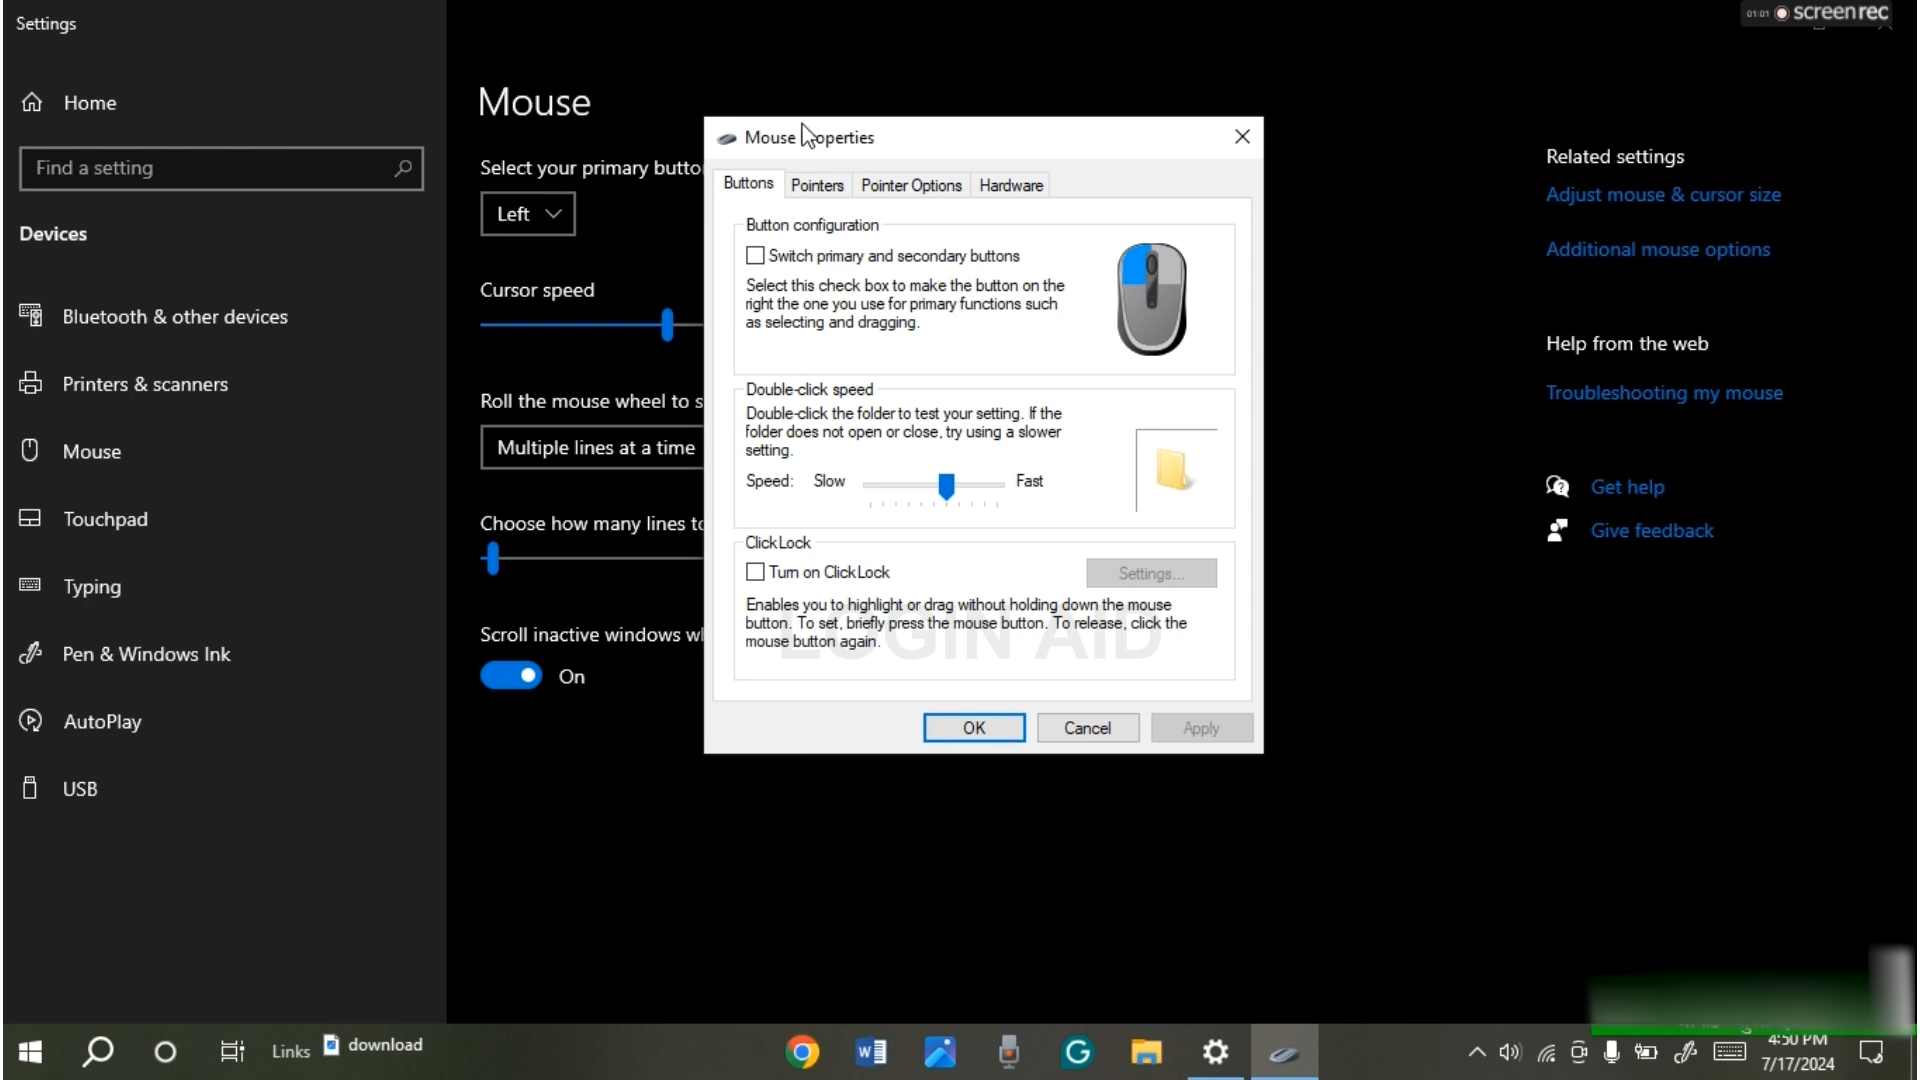 Settings
01:01 screenrec
Home
Find a setting
Devices
Bluetooth & other devices
Printers & scanners
Mouse
Touchpad
Typing
Pen & Windows Ink
AutoPlay
USB
Mouse
Select your primary butto
Left
Cursor speed
Roll the mouse wheel to s
Multiple lines at a time
Choose how many lines to
Scroll inactive windows w
On
Mouse Properties
Buttons Pointers Pointer Options Hardware
Button configuration
Switch primary and secondary buttons
Select this check box to make the button on the
right the one you use for primary functions such
as selecting and dragging.
Double-click speed
Double-click the folder to test your setting. If the
folder does not open or close, try using a slower
setting.
Speed: Slow Fast
ClickLock
Turn on ClickLock
Settings...
Enables you to highlight or drag without holding down the mouse
button. To set, briefly press the mouse button. To release, click the
mouse button again.
LOGIN AID
OK Cancel Apply
Related settings
Adjust mouse & cursor size
Additional mouse options
Help from the web
Troubleshooting my mouse
Get help
Give feedback
Links download
4:50 PM
7/17/2024